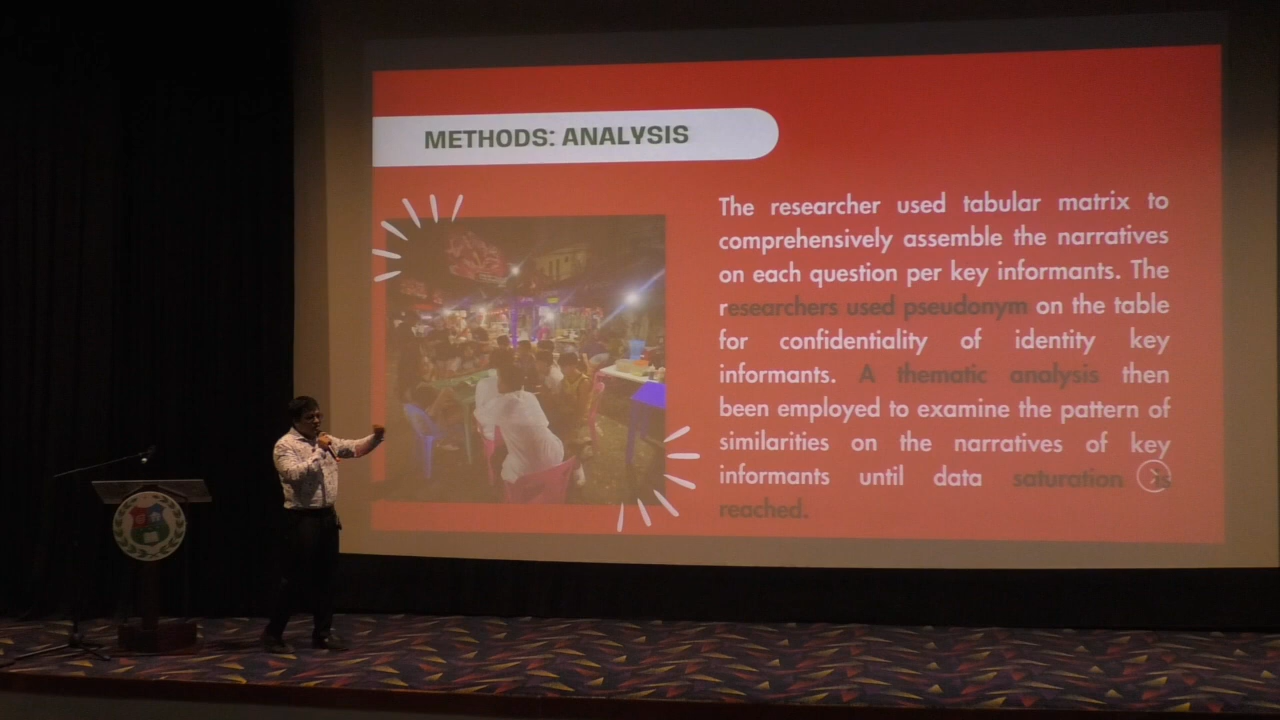 METHODS: ANALYSIS
The researcher used tabular matrix to
comprehensively assemble the narratives
on each question per key informants. The
researchers used pseudonym on the table
for confidentiality of identity key
informants. A thematic analysis then
been employed to examine the pattern of
similarities on the narratives of key
informants until data saturation is
reached.